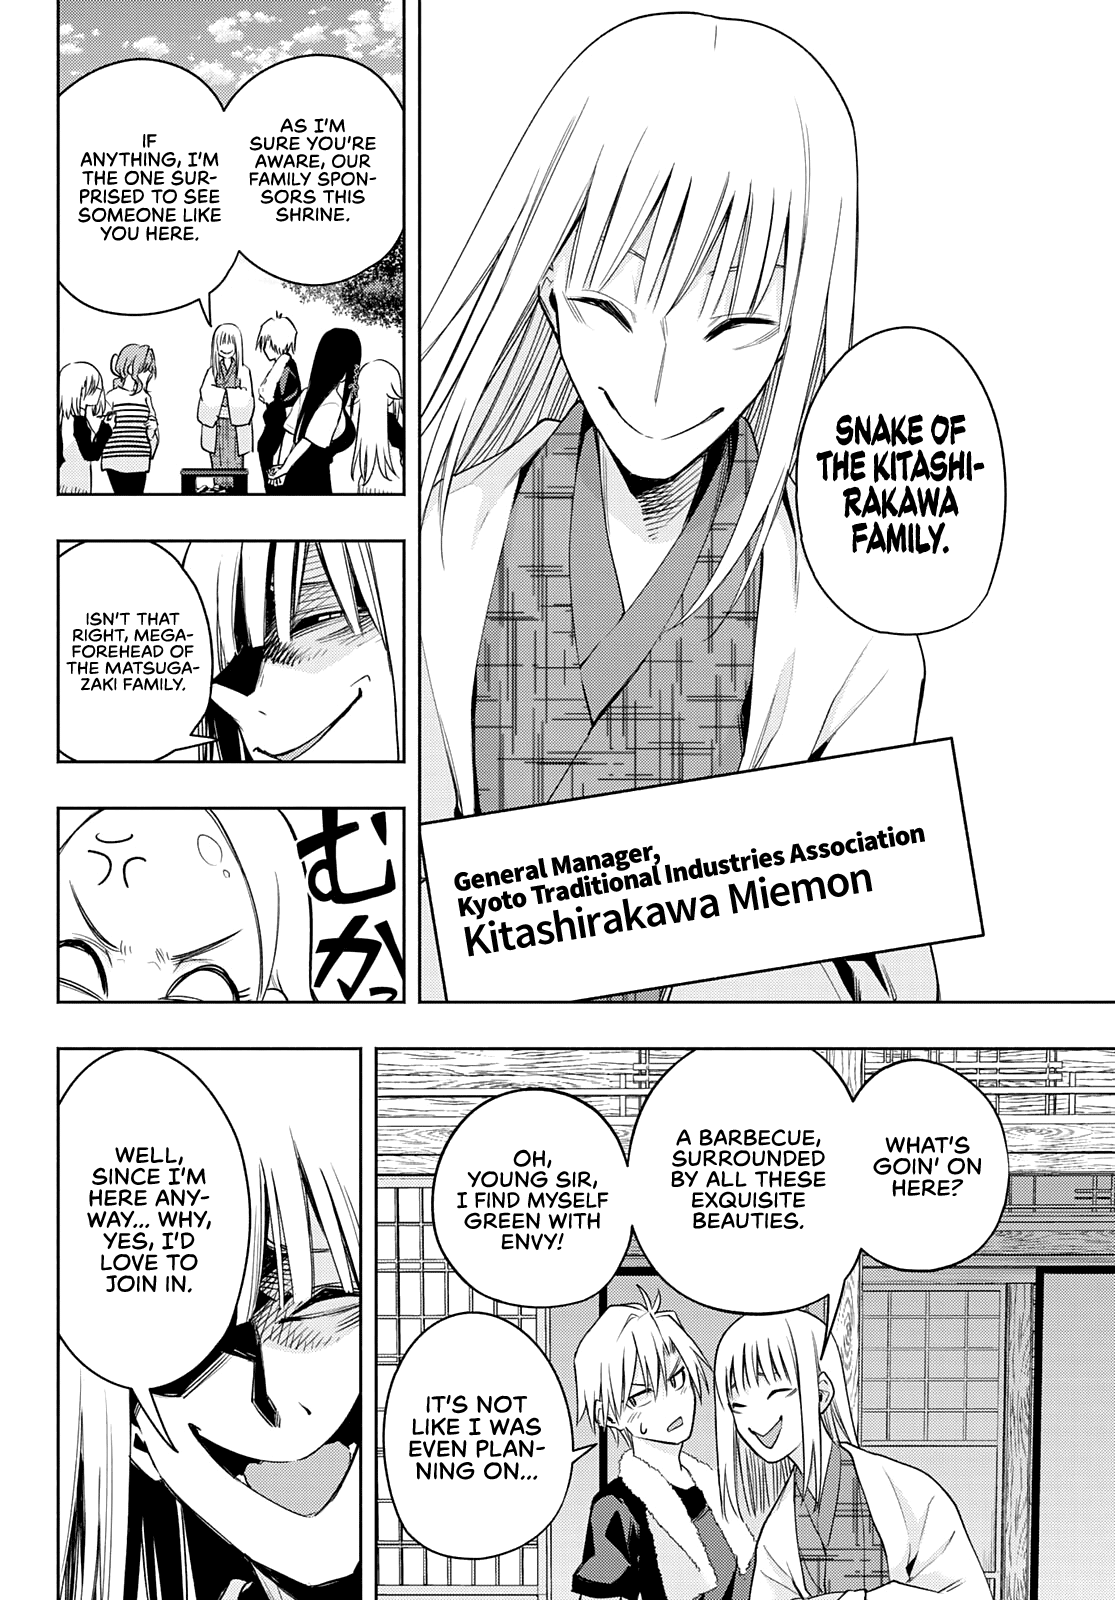 SNAKE OF
THE KITASHI-
RAKAWA
FAMILY.
General Manager,
Kyoto Traditional Industries Association
Kitashirakawa Miemon
AS I'M
SURE YOU'RE
AWARE, OUR
FAMILY SPON-
SORS THIS
SHRINE.
IF
ANYTHING, I'M
THE ONE SUR-
PRISED TO SEE
SOMEONE LIKE
YOU HERE.
ISN'T THAT
RIGHT, MEGA-
FOREHEAD OF
THE MATSUGA-
ZAKI FAMILY.
むかっ
WHAT'S
GOIN' ON
HERE?
A BARBECUE,
SURROUNDED
BY ALL THESE
EXQUISITE
BEAUTIES.
OH,
YOUNG SIR,
I FIND MYSELF
GREEN WITH
ENVY!
IT'S NOT
LIKE I WAS
EVEN PLAN-
NING ON...
WELL,
SINCE I'M
HERE ANY-
WAY... WHY,
YES, I'D
LOVE TO
JOIN IN.